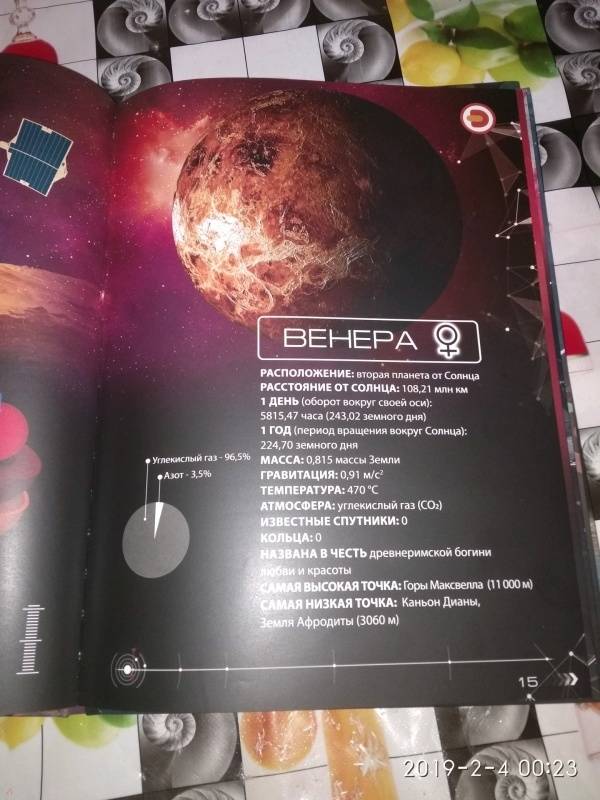 ВЕНЕРА
РАСПОЛОЖЕНИЕ: вторая планета от Солнца
РАССТОЯНИЕ ОТ СОЛНЦА: 108,21 млн км
1 ДЕНЬ (оборот вокруг своей оси):
5815,47 часа (243,02 земного дня)
1 ГОД (период вращения вокруг Солнца):
224,70 земного дня
МАССА: 0,815 массы Земли
ГРАВИТАЦИЯ: 0,91 м/с²
ТЕМПЕРАТУРА: 470 °C
АТМОСФЕРА: углекислый газ (CO₂)
ИЗВЕСТНЫЕ СПУТНИКИ: 0
КОЛЬЦА: 0
НАЗВАНА В ЧЕСТЬ древнеримской богини
любви и красоты
САМАЯ ВЫСОКАЯ ТОЧКА: Горы Максвелла (11 000 м)
САМАЯ НИЗКАЯ ТОЧКА: Каньон Дианы,
Земля Афродиты (3060 м)
Углекислый газ - 96,5%
Азот - 3,5%
15
2019-2-4 00:23